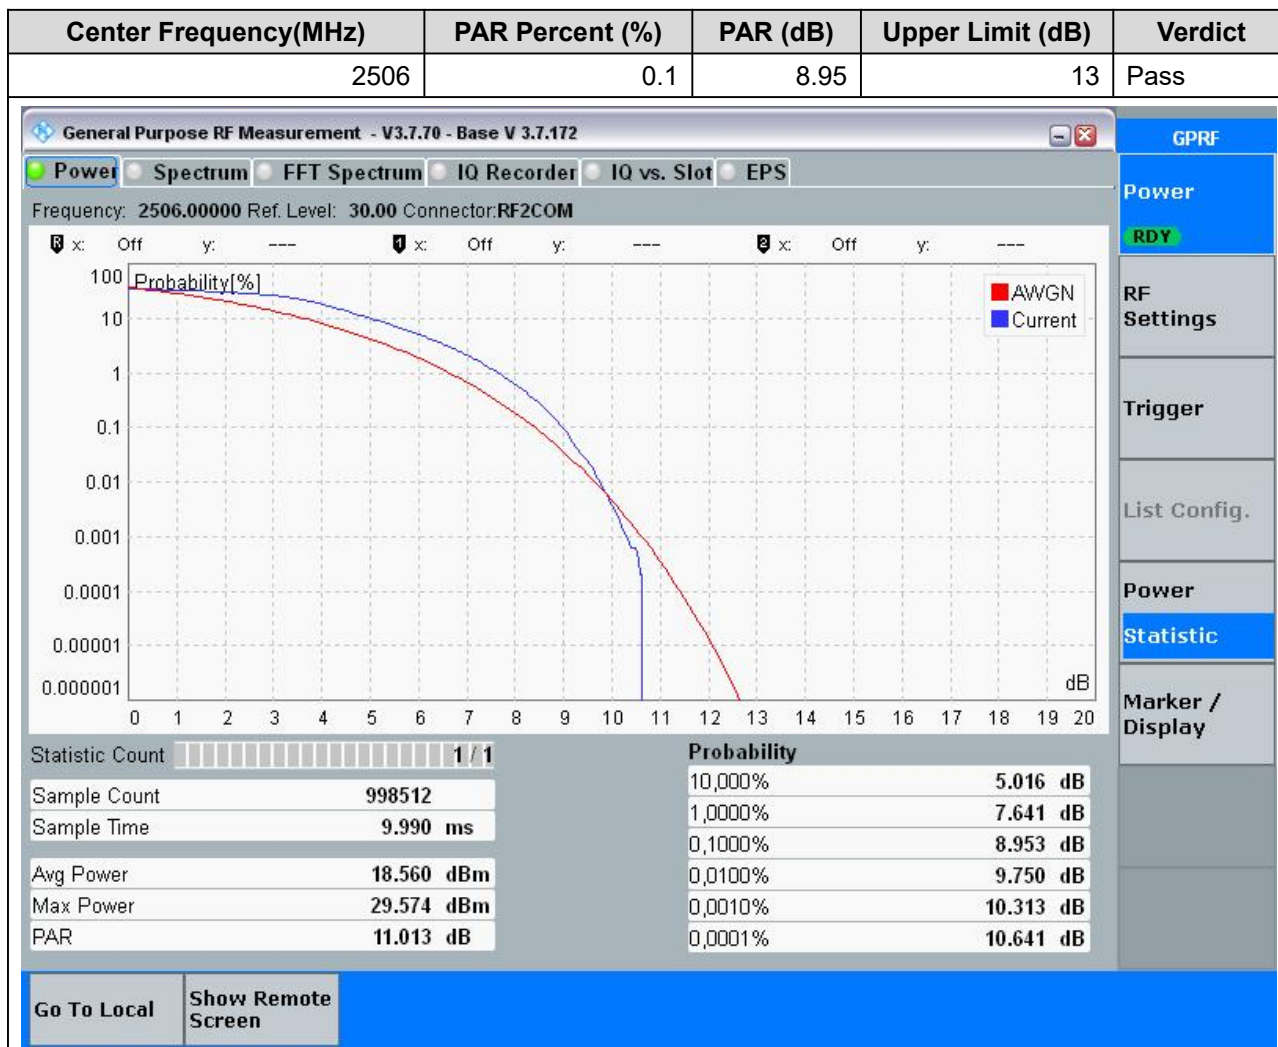 Center Frequency(MHz) PAR Percent (%) PAR (dB) Upper Limit (dB) Verdict
2506 0.1 8.95 13 Pass
General Purpose RF Measurement - V3.7.70 - Base V 3.7.172
GPRF
Power Spectrum FFT Spectrum IQ Recorder IQ vs. Slot EPS
Frequency: 2506.00000 Ref. Level: 30.00 Connector:RF2COM
R x: Off y: --- 1 x: Off y: --- 2 x: Off y: ---
Probability[%]
100
10
1
0.1
0.01
0.001
0.0001
0.00001
0.000001
AWGN
Current
dB
0 1 2 3 4 5 6 7 8 9 10 11 12 13 14 15 16 17 18 19 20
Statistic Count 1 / 1
Sample Count 998512
Sample Time 9.990 ms
Avg Power 18.560 dBm
Max Power 29.574 dBm
PAR 11.013 dB
Probability
10,000% 5.016 dB
1,0000% 7.641 dB
0,1000% 8.953 dB
0,0100% 9.750 dB
0,0010% 10.313 dB
0,0001% 10.641 dB
Power
RDY
RF
Settings
Trigger
List Config.
Power
Statistic
Marker /
Display
Go To Local
Show Remote
Screen